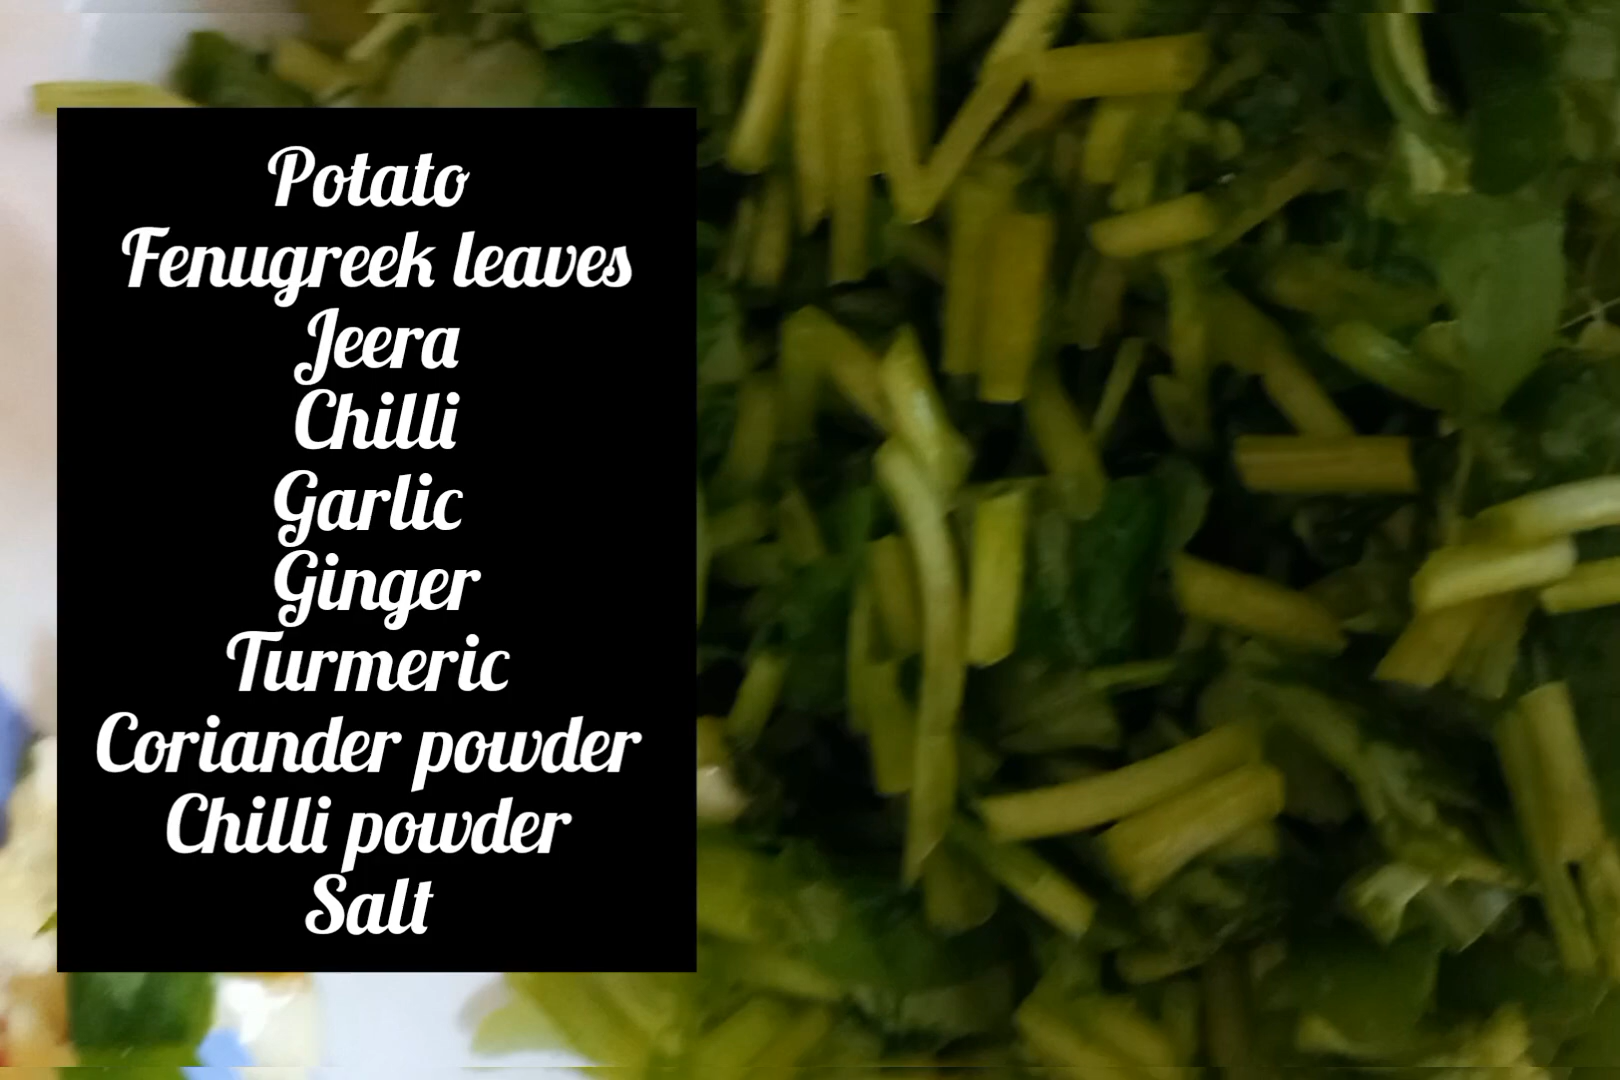 Potato
Fenugreek leaves
Jeera
Chilli
Garlic
Ginger
Turmeric
Coriander powder
Chilli powder
Salt